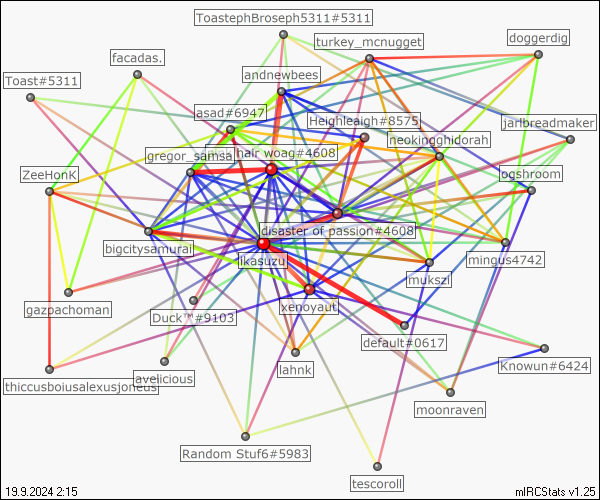 ToastephBroseph5311#5311
turkey_mcnugget
doggerdig
facadas.
andnewbees
Toast#5311
asad#6947
Heighleaigh#8575
jarlbreadmaker
neokingghidorah
gregor_samsa
hair woag#4608
ZeeHonK
ogshroom
disaster of passion#4608
bigcitysamurai
likasuzu
mingus4742
mukszi
gazpachoman
xenoyaut
Duck™#9103
default#0617
lahnk
Knowun#6424
avelicious
thiccusboiusalexusjoneus
moonraven
Random Stuf6#5983
tescoroll
19.9.2024 2:15
mIRCStats v1.25